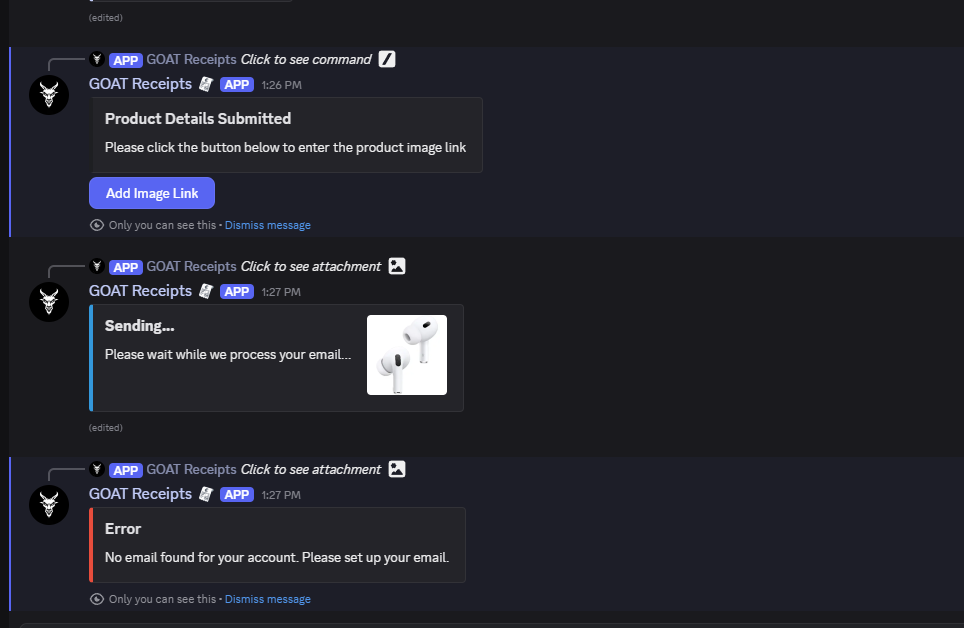 (edited)
APP GOAT Receipts Click to see command
GOAT Receipts APP 1:26 PM
Product Details Submitted
Please click the button below to enter the product image link
Add Image Link
Only you can see this • Dismiss message
APP GOAT Receipts Click to see attachment
GOAT Receipts APP 1:27 PM
Sending...
Please wait while we process your email...
(edited)
APP GOAT Receipts Click to see attachment
GOAT Receipts APP 1:27 PM
Error
No email found for your account. Please set up your email.
Only you can see this • Dismiss message